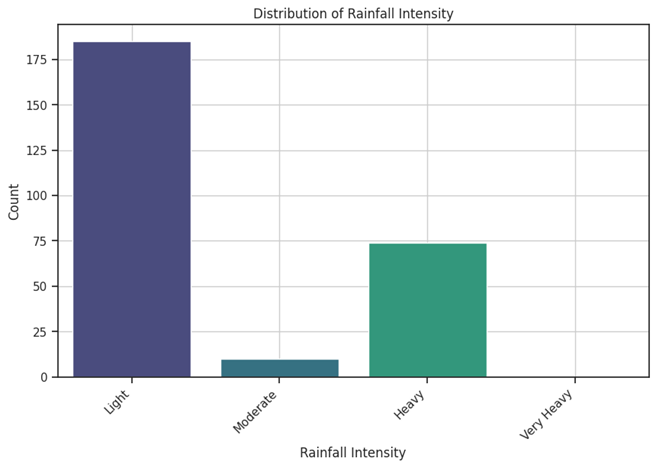 Distribution of Rainfall Intensity
175
150
125
100
75
50
25
0
Count
Light
Moderate
Heavy
Very Heavy
Rainfall Intensity